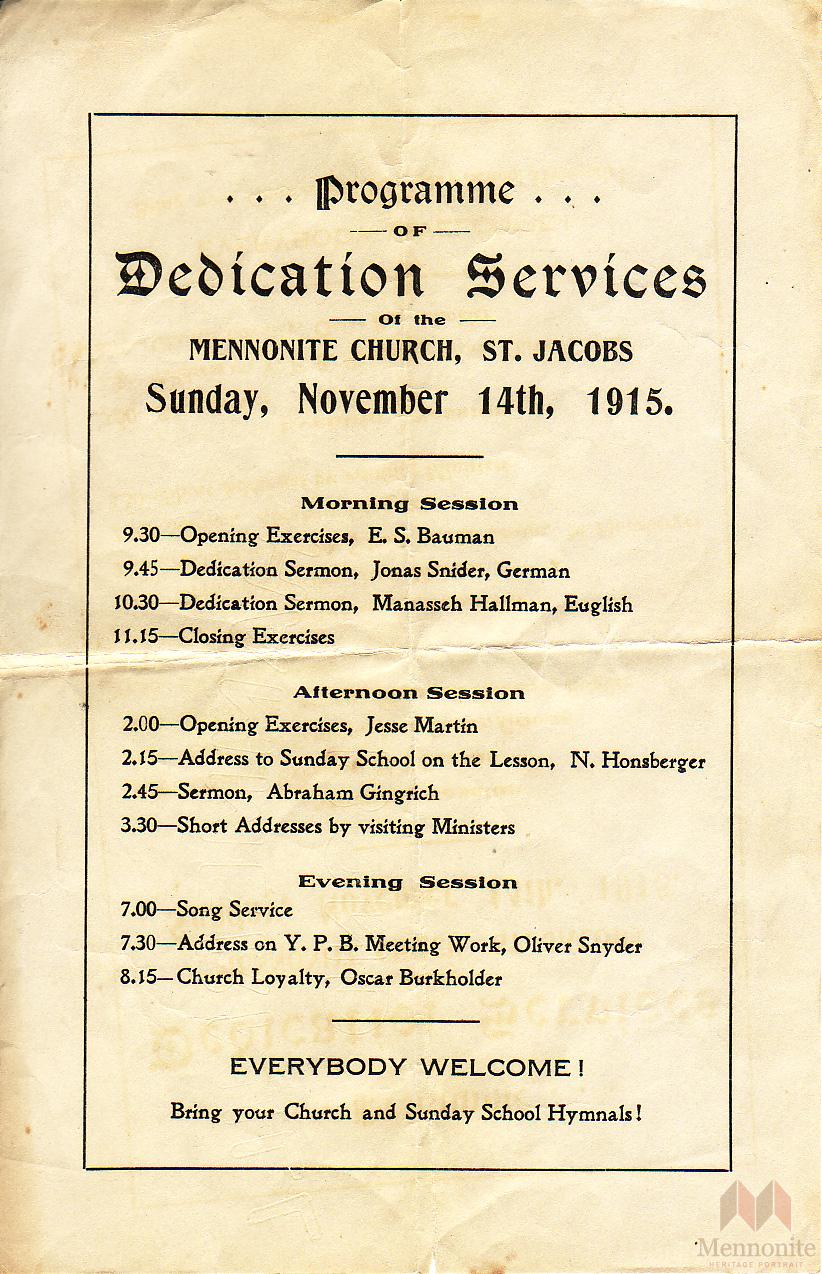 . . . Programme . . .
— OF —
Dedication Services
— Of the —
MENNONITE CHURCH, ST. JACOBS
Sunday, November 14th, 1915.
Morning Session
9.30—Opening Exercises, E. S. Bauman
9.45—Dedication Sermon, Jonas Snider, German
10.30—Dedication Sermon, Manasseh Hallman, Euglish
11.15—Closing Exercises
Afternoon Session
2.00—Opening Exercises, Jesse Martin
2.15—Address to Sunday School on the Lesson, N. Honsberger
2.45—Sermon, Abraham Gingrich
3.30—Short Addresses by visiting Ministers
Evening Session
7.00—Song Service
7.30—Address on Y. P. B. Meeting Work, Oliver Snyder
8.15—Church Loyalty, Oscar Burkholder
EVERYBODY WELCOME!
Bring your Church and Sunday School Hymnals!
Mennonite
HERITAGE PORTRAIT